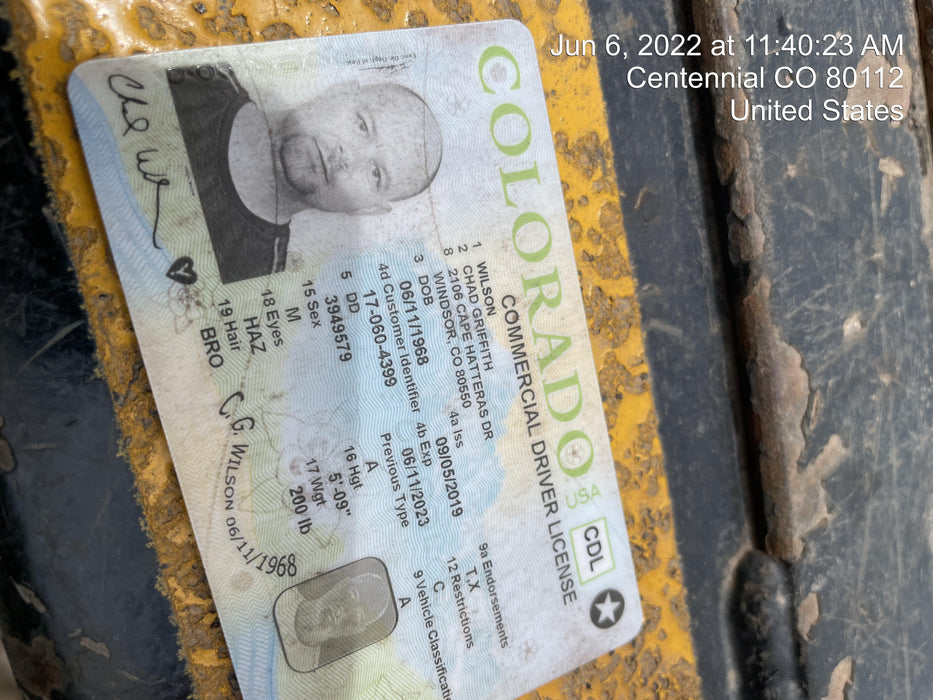 Jun 6, 2022 at 11:40:23 AM
Centennial CO 80112
United States
COLORADO USA
CDL
COMMERCIAL DRIVER LICENSE
1 WILSON
2 CHAD GRIFFITH
8 2106 CAPE HATTERAS DR
WINDSOR, CO 80550
3 DOB
06/11/1968
4a Iss
09/05/2019
4d Customer Identifier
17-060-4399
4b Exp
06/11/2023
5 DD
3949579
Previous Type
A
15 Sex
M
16 Hgt
5'-09"
17 Wgt
200 lb
18 Eyes
HAZ
19 Hair
BRO
9a Endorsements
T,X
12 Restrictions
C
9 Vehicle Classificati
A
C.G. WILSON 06/11/1968